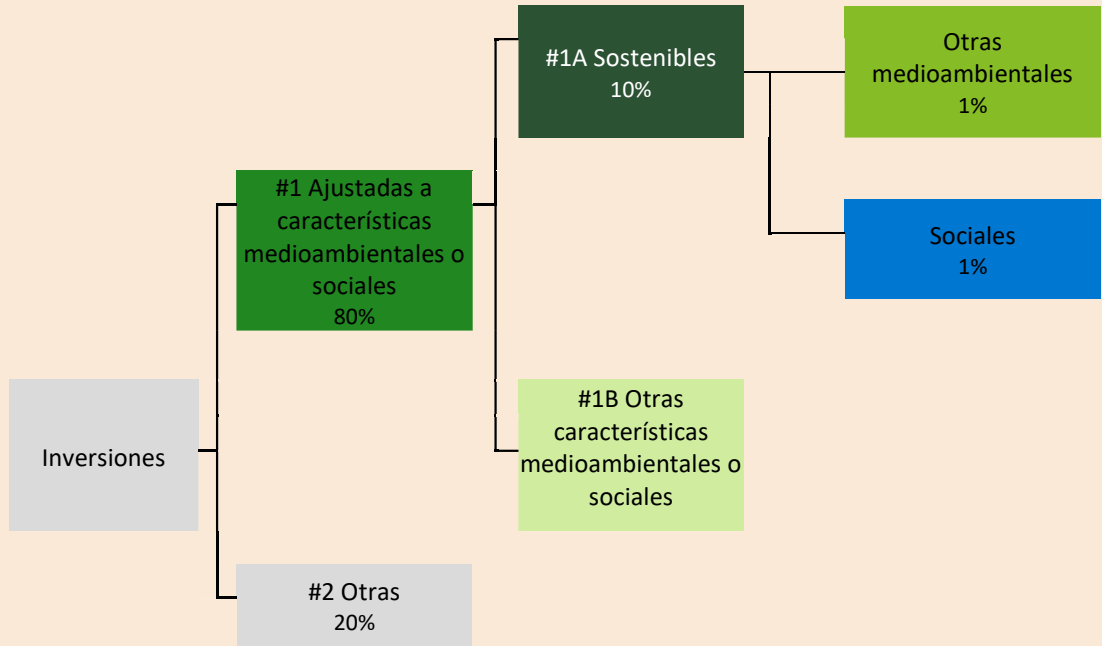 #1A Sostenibles
10%
Otras
medioambientales
1%
#1 Ajustadas a
características
medioambientales o
sociales
80%
Sociales
1%
Inversiones
#1B Otras
características
medioambientales o
sociales
#2 Otras
20%